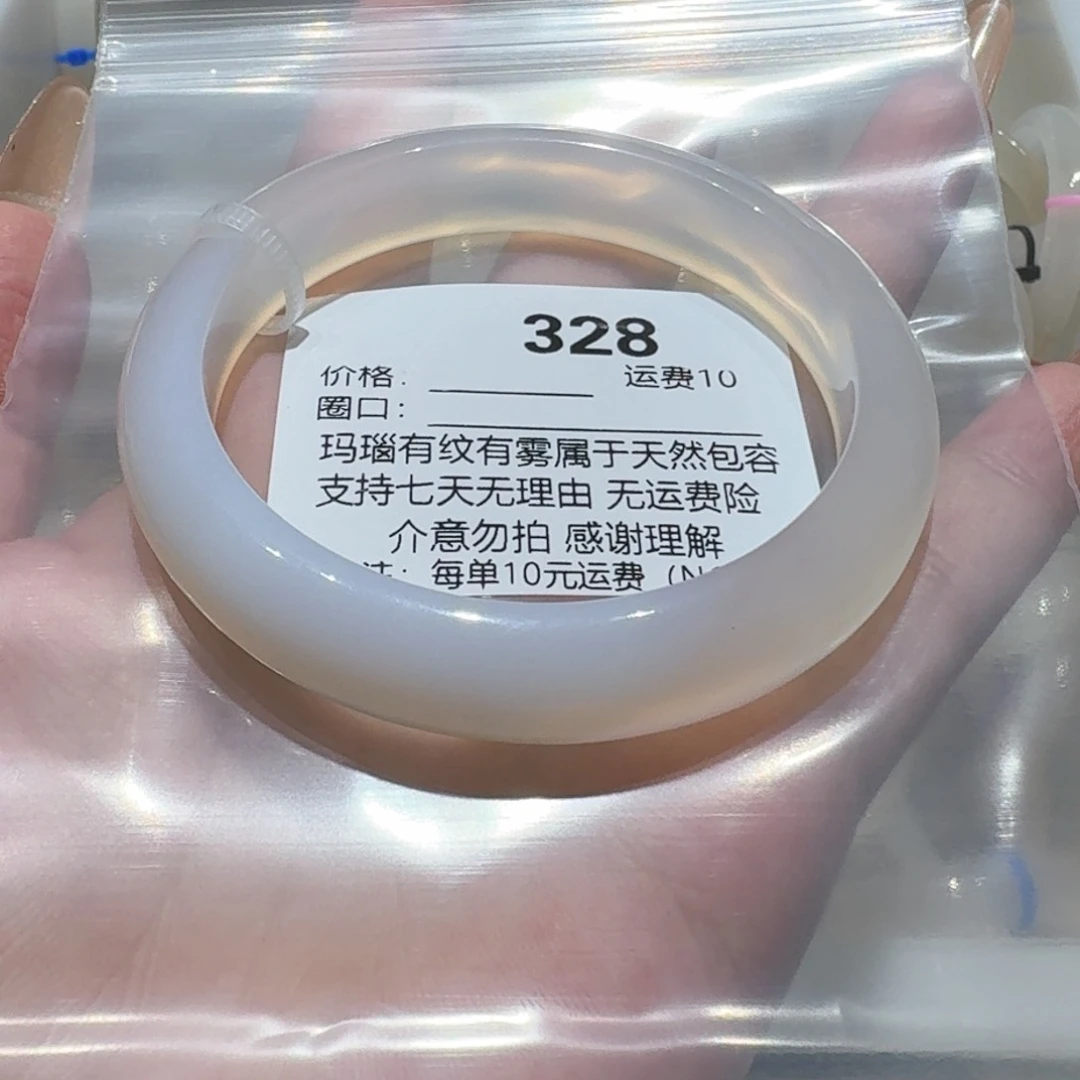 328
价格: 运费10
圈口:
玛瑙有纹有雾属于天然包容
支持七天无理由 无运费险
介意勿拍 感谢理解
每单10元运费